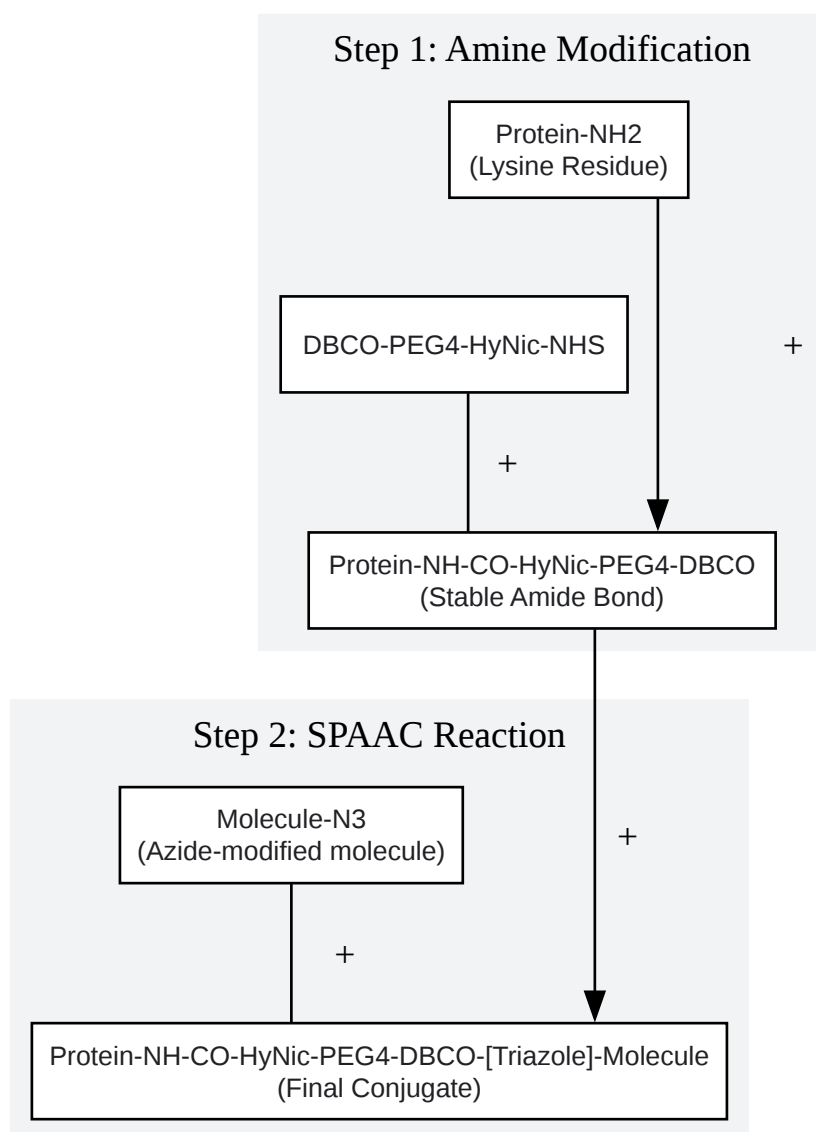 Step 1: Amine Modification
Protein-NH2
(Lysine Residue)
DBCO-PEG4-HyNic-NHS
+
+
Protein-NH-CO-HyNic-PEG4-DBCO
(Stable Amide Bond)
Step 2: SPAAC Reaction
Molecule-N3
(Azide-modified molecule)
+
+
Protein-NH-CO-HyNic-PEG4-DBCO-[Triazole]-Molecule
(Final Conjugate)